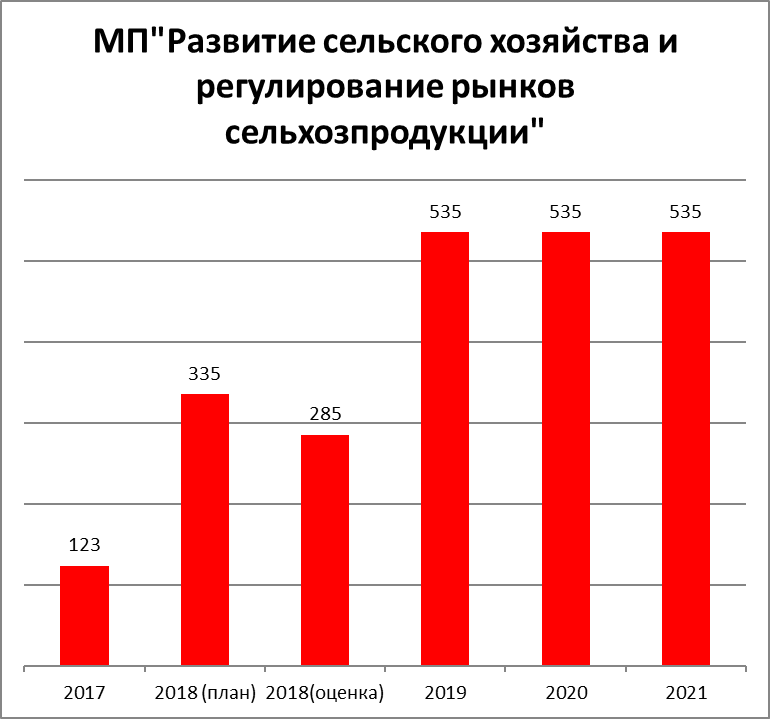 МП"Развитие сельского хозяйства и
регулирование рынков
сельхозпродукции"
535
535
535
335
285
123
2017
2018 (план)
2018(оценка)
2019
2020
2021